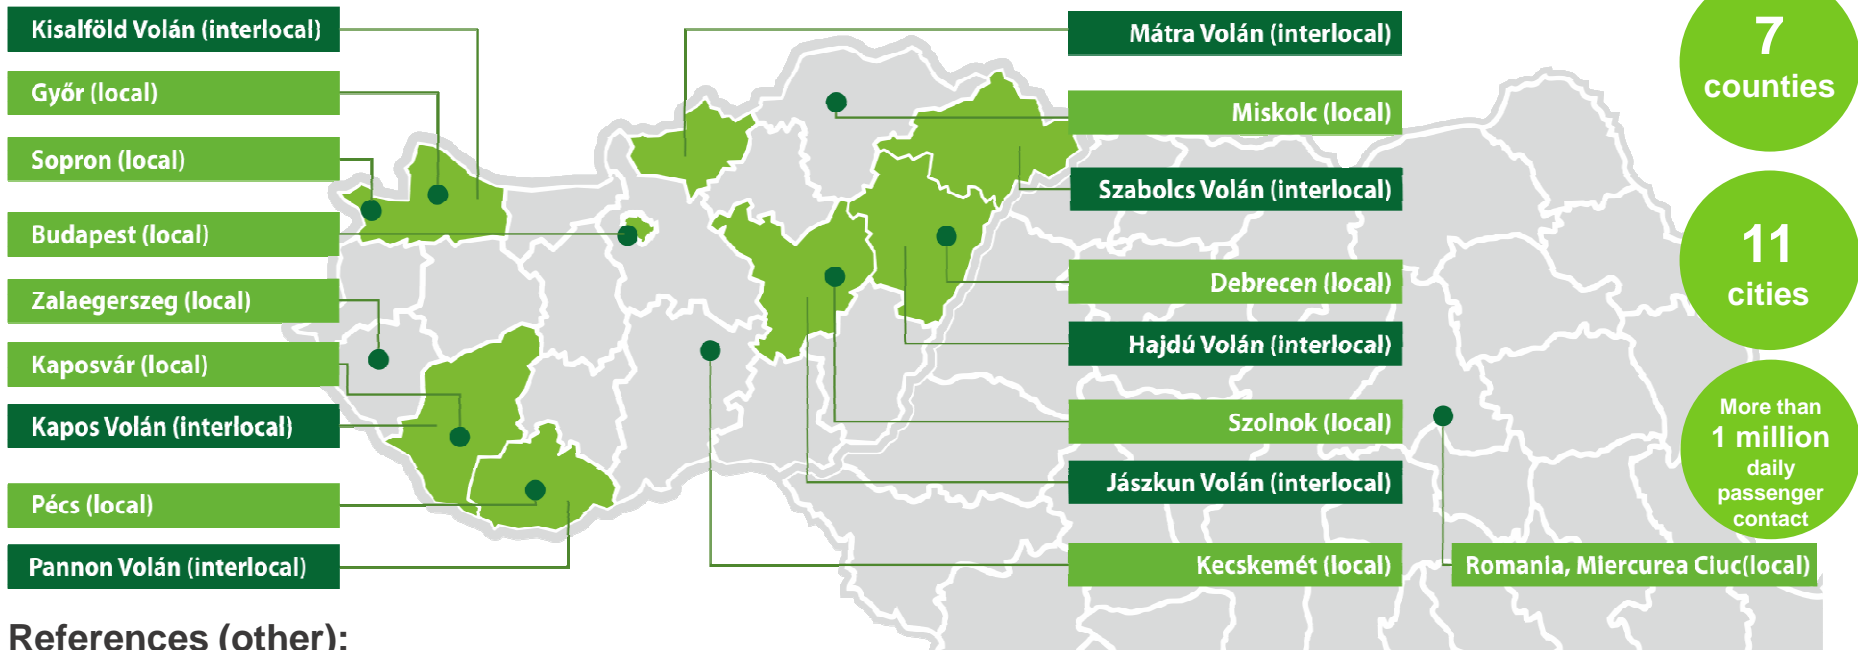 Kisalföld Volán (interlocal)
Győr (local)
Sopron (local)
Budapest (local)
Zalaegerszeg (local)
Kaposvár (local)
Kapos Volán (interlocal)
Pécs (local)
Pannon Volán (interlocal)
Mátra Volán (interlocal)
Miskolc (local)
Szabolcs Volán (interlocal)
Debrecen (local)
Hajdú Volán (interlocal)
Szolnok (local)
Jászkun Volán (interlocal)
Kecskemét (local)
Romania, Miercurea Ciuc(local)
7
counties
11
cities
More than
1 million
daily
passenger
contact
References (other):